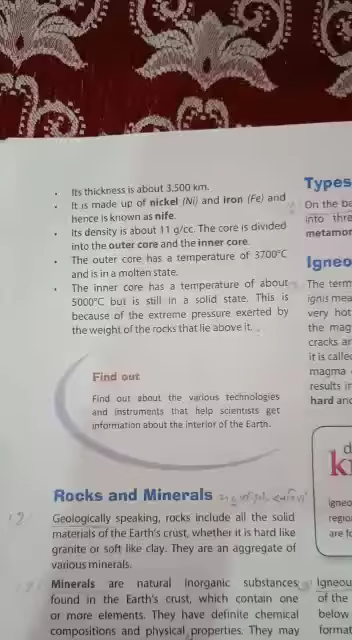 • Its thickness is about 3,500 km.
• It is made up of nickel (Ni) and iron (Fe) and
hence is known as nife.
• Its density is about 11 g/cc. The core is divided
into the outer core and the inner core.
• The outer core has a temperature of 3700°C
and is in a molten state.
• The inner core has a temperature of about
5000°C but is still in a solid state. This is
because of the extreme pressure exerted by
the weight of the rocks that lie above it.
Find out
Find out about the various technologies
and instruments that help scientists get
information about the interior of the Earth.
Rocks and Minerals
Geologically speaking, rocks include all the solid
materials of the Earth's crust, whether it is hard like
granite or soft like clay. They are an aggregate of
various minerals.
Minerals are natural inorganic substances
found in the Earth's crust, which contain one
or more elements. They have definite chemical
compositions and physical properties. They may
Types
On the
into
Igneo
The term
ignis
very hot
the mag
cracks
it is
magma
results
hard
d
k
igneo
regio
are
Igneou
of the
below
format